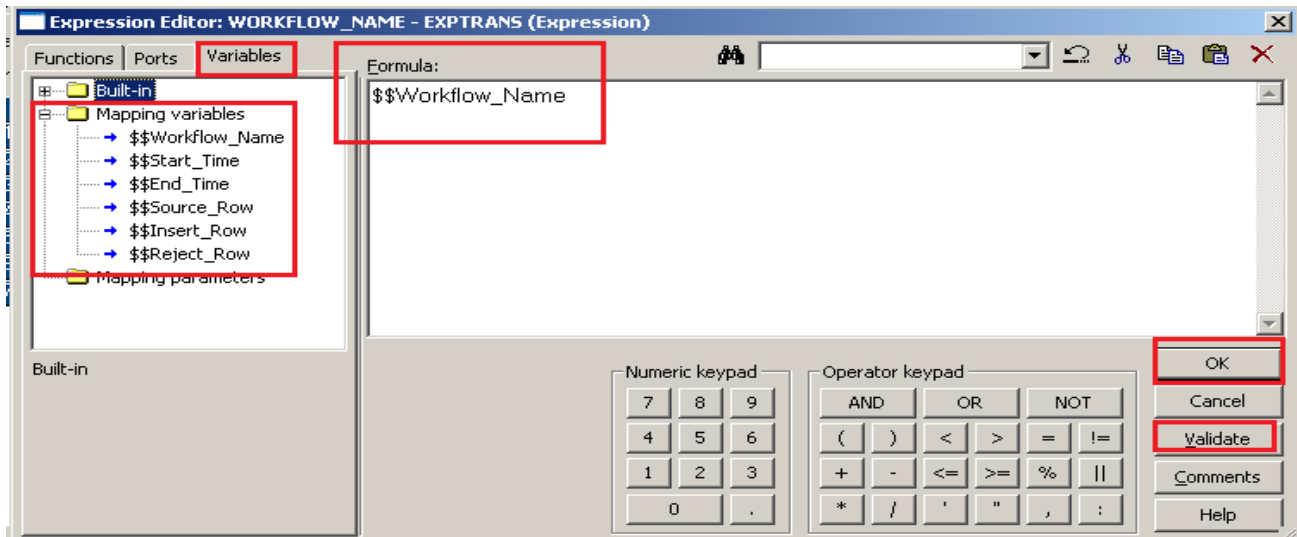 Expression Editor: WORKFLOW_NAME - EXPTRANS (Expression)
Functions Ports Variables
Formula:
Built-in
Mapping variables
$$Workflow_Name
$$Start_Time
$$End_Time
$$Source_Row
$$Insert_Row
$$Reject_Row
Mapping parameters
$$Workflow_Name
Built-in
Numeric keypad
7 8 9
4 5 6
1 2 3
0 .
Operator keypad
AND OR NOT
( ) < > = !=
+ - <= >= % ||
* / ' " , :
OK
Cancel
Validate
Comments
Help